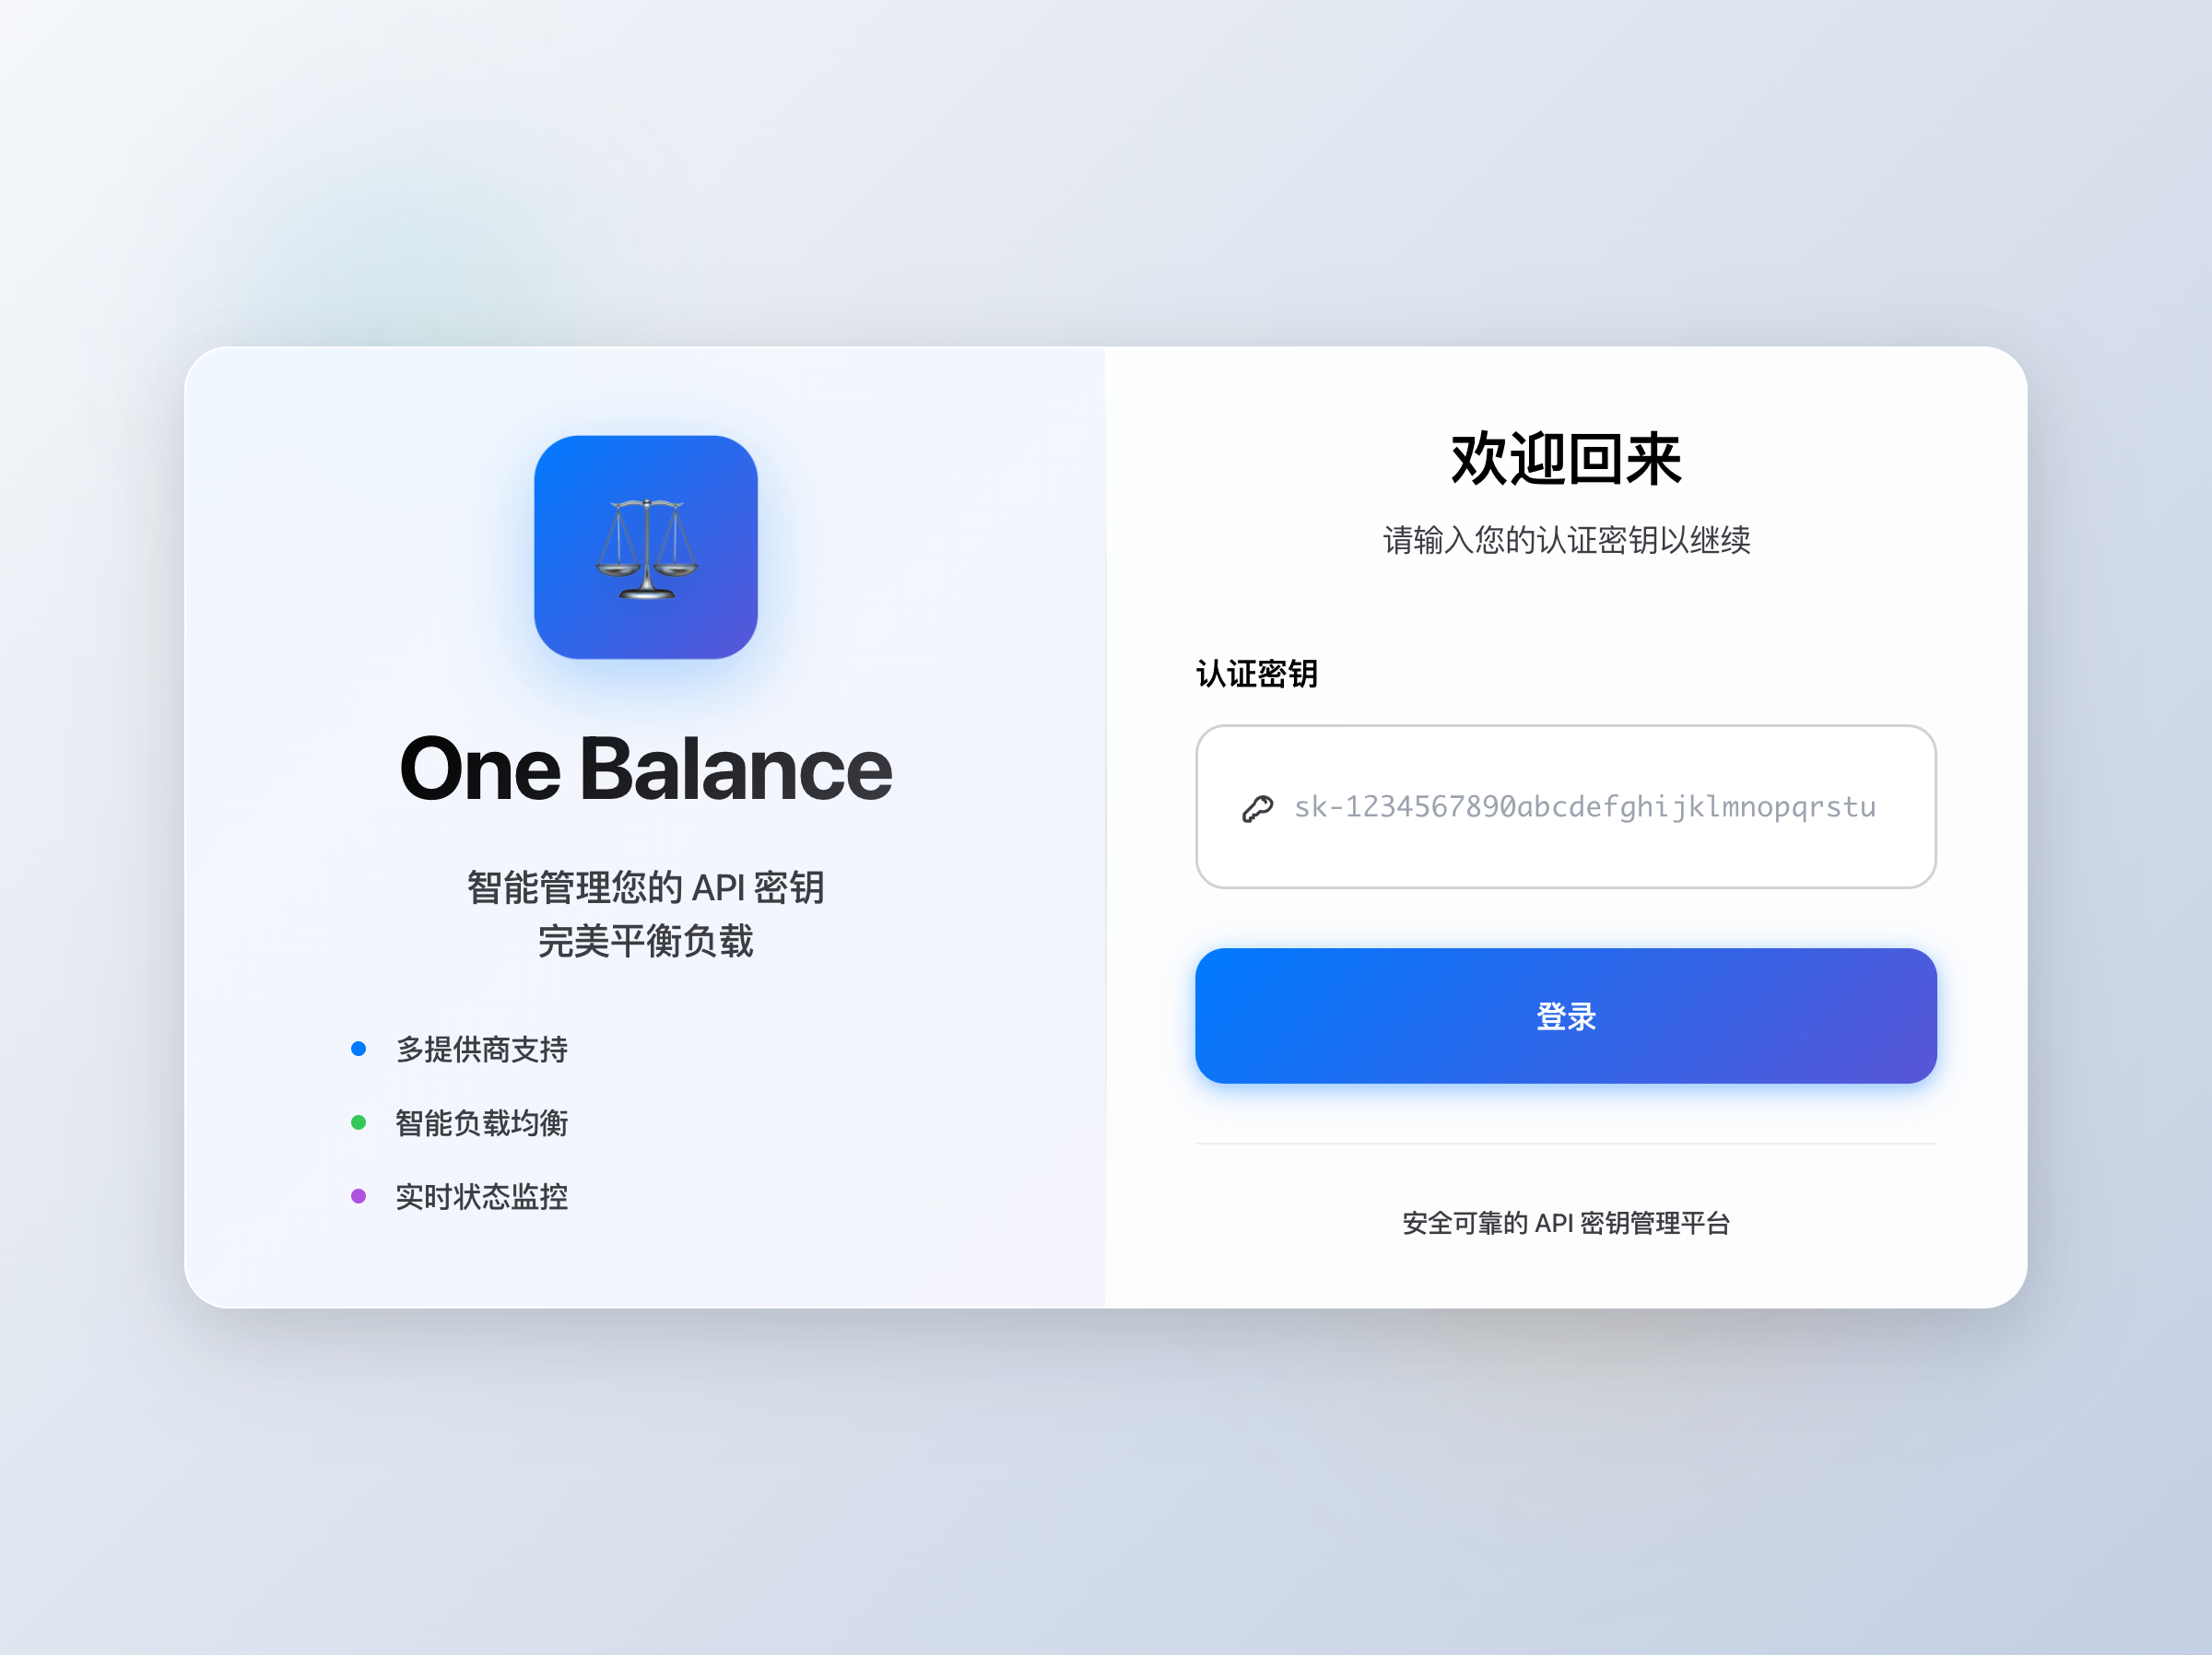 One Balance
智能管理您的 API 密钥
完美平衡负载
多提供商支持
智能负载均衡
实时状态监控
欢迎回来
请输入您的认证密钥以继续
认证密钥
sk-1234567890abcdefghijklmnopqrstu
登录
安全可靠的 API 密钥管理平台